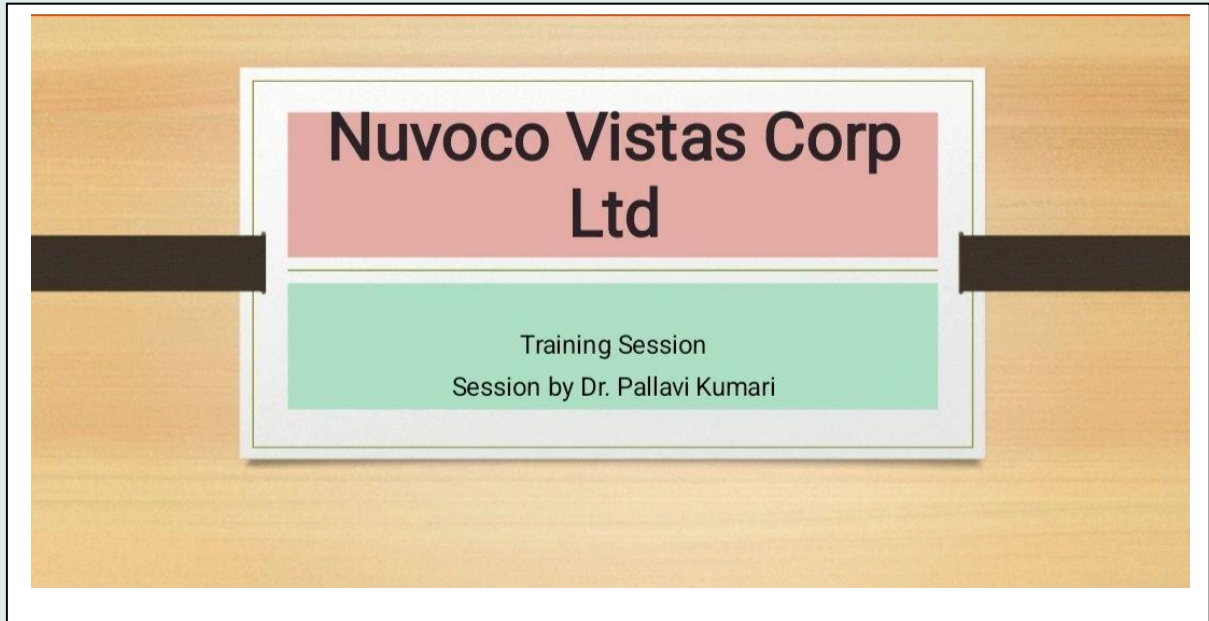 Nuvoco Vistas Corp
Ltd
Training Session
Session by Dr. Pallavi Kumari